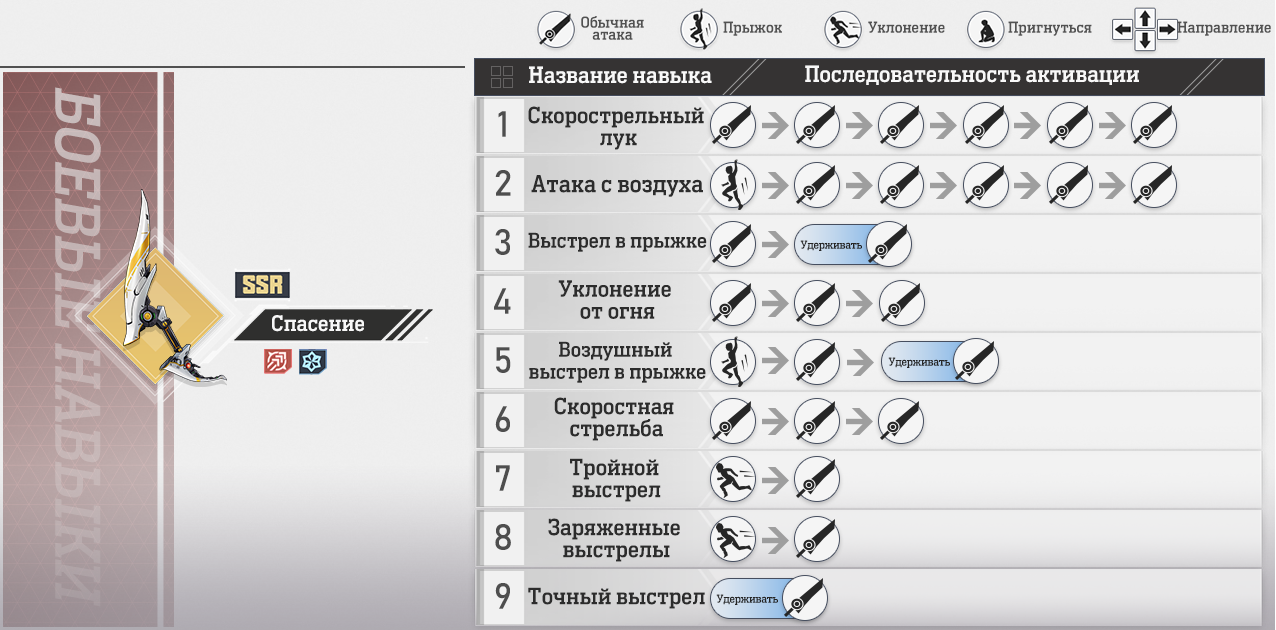 Обычная
атака
Прыжок
Уклонение
Пригнуться
Направление
Название навыка
Последовательность активации
БОЕВЫЕ НАВЫКИ
SSR
Спасение
1
Скорострельный
лук
2
Атака с воздуха
3
Выстрел в прыжке
Удерживать
4
Уклонение
от огня
5
Воздушный
выстрел в прыжке
Удерживать
6
Скоростная
стрельба
7
Тройной
выстрел
8
Заряженные
выстрелы
9
Точный выстрел
Удерживать